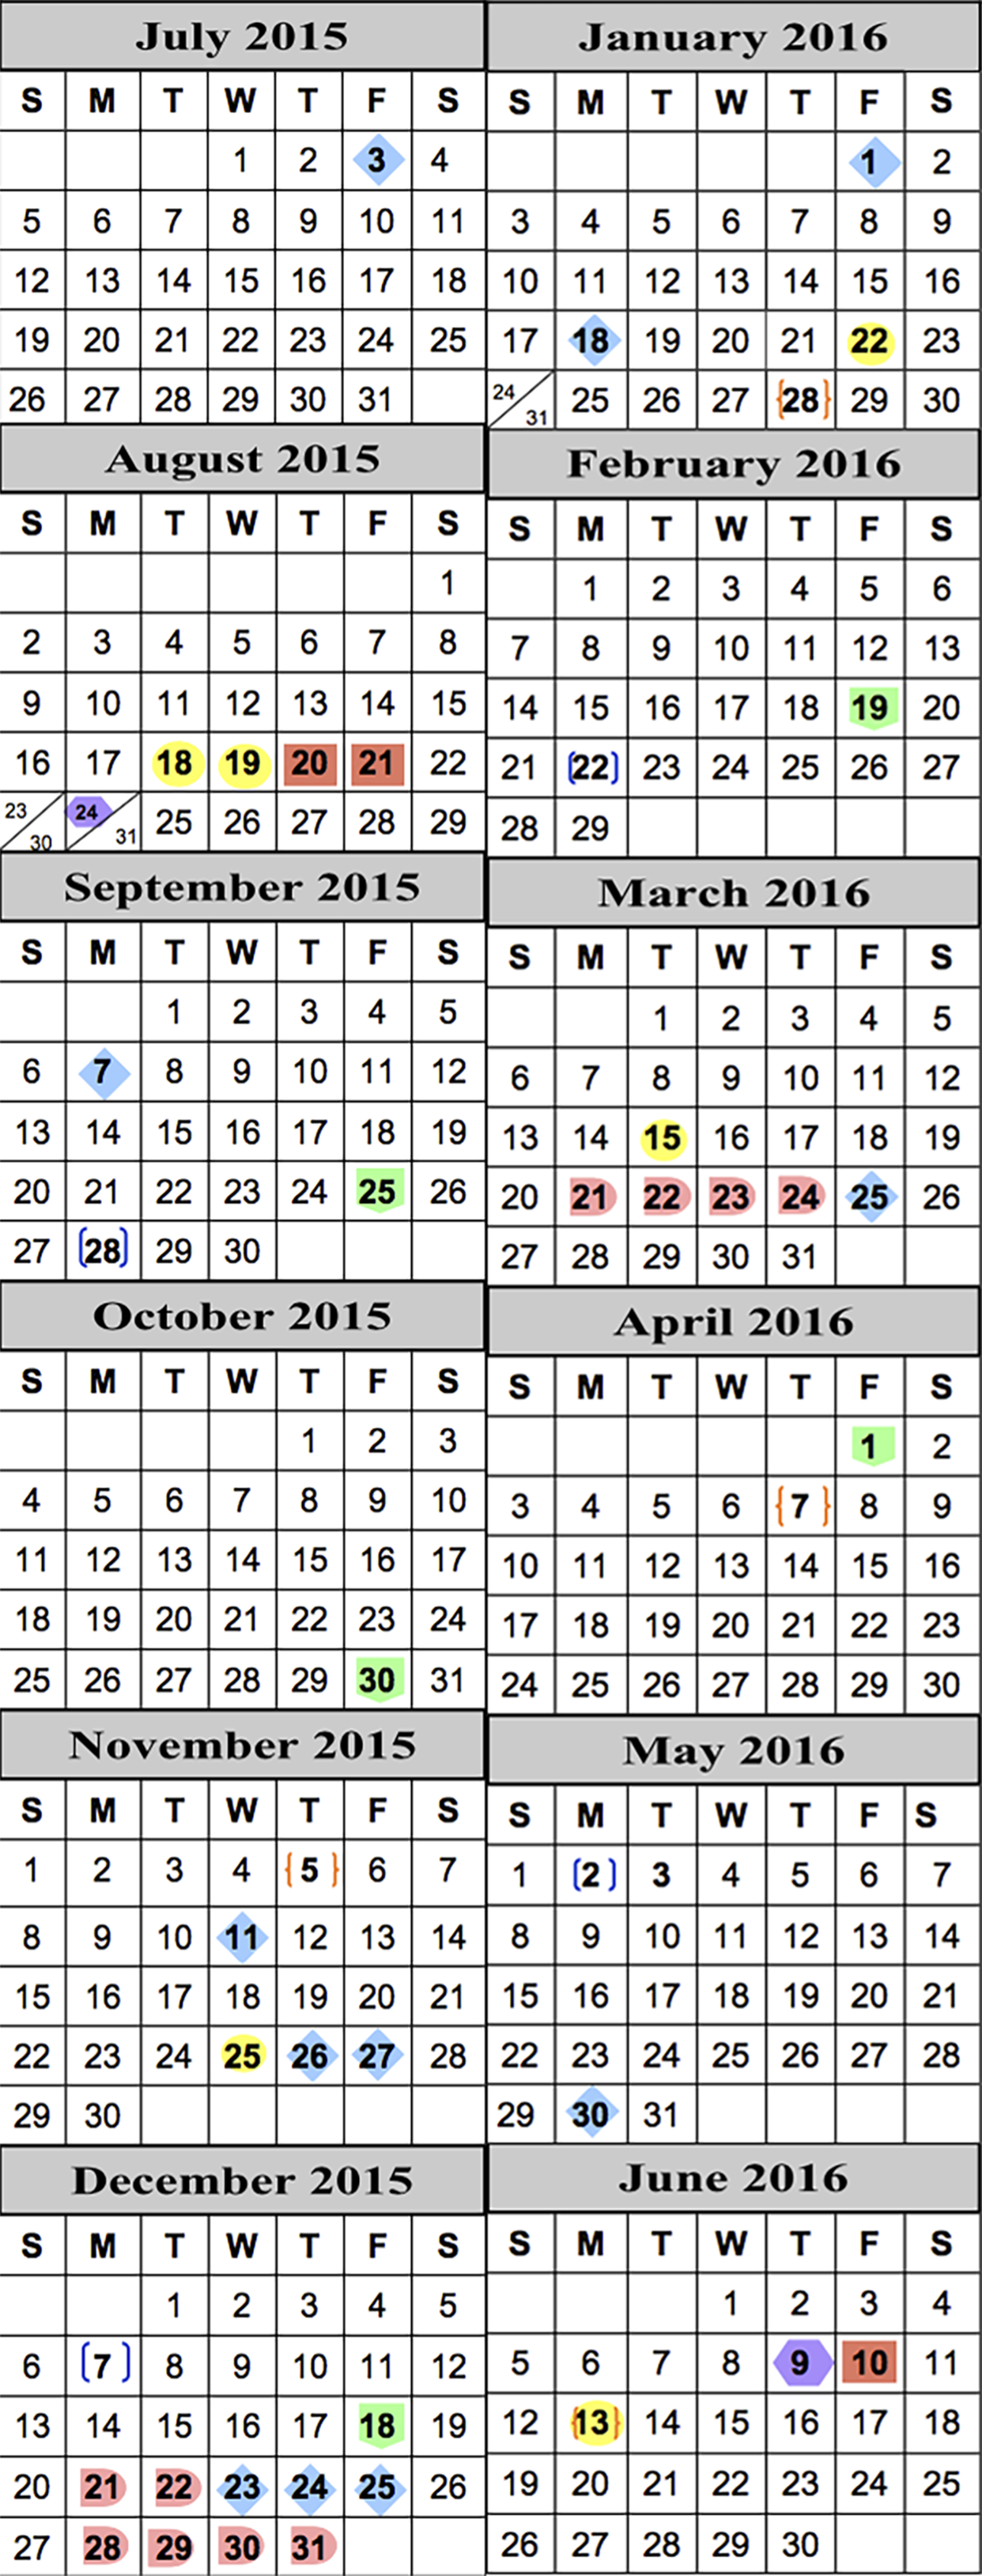 July 2015
S M T W T F S
1 2 3 4
5 6 7 8 9 10 11
12 13 14 15 16 17 18
19 20 21 22 23 24 25
26 27 28 29 30 31
August 2015
S M T W T F S
1
2 3 4 5 6 7 8
9 10 11 12 13 14 15
16 17 18 19 20 21 22
23 30 24 31 25 26 27 28 29
September 2015
S M T W T F S
1 2 3 4 5
6 7 8 9 10 11 12
13 14 15 16 17 18 19
20 21 22 23 24 25 26
27 [28] 29 30
October 2015
S M T W T F S
1 2 3
4 5 6 7 8 9 10
11 12 13 14 15 16 17
18 19 20 21 22 23 24
25 26 27 28 29 30 31
November 2015
S M T W T F S
1 2 3 4 {5} 6 7
8 9 10 11 12 13 14
15 16 17 18 19 20 21
22 23 24 25 26 27 28
29 30
December 2015
S M T W T F S
1 2 3 4 5
6 [7] 8 9 10 11 12
13 14 15 16 17 18 19
20 21 22 23 24 25 26
27 28 29 30 31
January 2016
S M T W T F S
1 2
3 4 5 6 7 8 9
10 11 12 13 14 15 16
17 18 19 20 21 22 23
24 31 25 26 27 {28} 29 30
February 2016
S M T W T F S
1 2 3 4 5 6
7 8 9 10 11 12 13
14 15 16 17 18 19 20
21 [22] 23 24 25 26 27
28 29
March 2016
S M T W T F S
1 2 3 4 5
6 7 8 9 10 11 12
13 14 15 16 17 18 19
20 21 22 23 24 25 26
27 28 29 30 31
April 2016
S M T W T F S
1 2
3 4 5 6 {7} 8 9
10 11 12 13 14 15 16
17 18 19 20 21 22 23
24 25 26 27 28 29 30
May 2016
S M T W T F S
1 [2] 3 4 5 6 7
8 9 10 11 12 13 14
15 16 17 18 19 20 21
22 23 24 25 26 27 28
29 30 31
June 2016
S M T W T F S
1 2 3 4
5 6 7 8 9 10 11
12 {13} 14 15 16 17 18
19 20 21 22 23 24 25
26 27 28 29 30